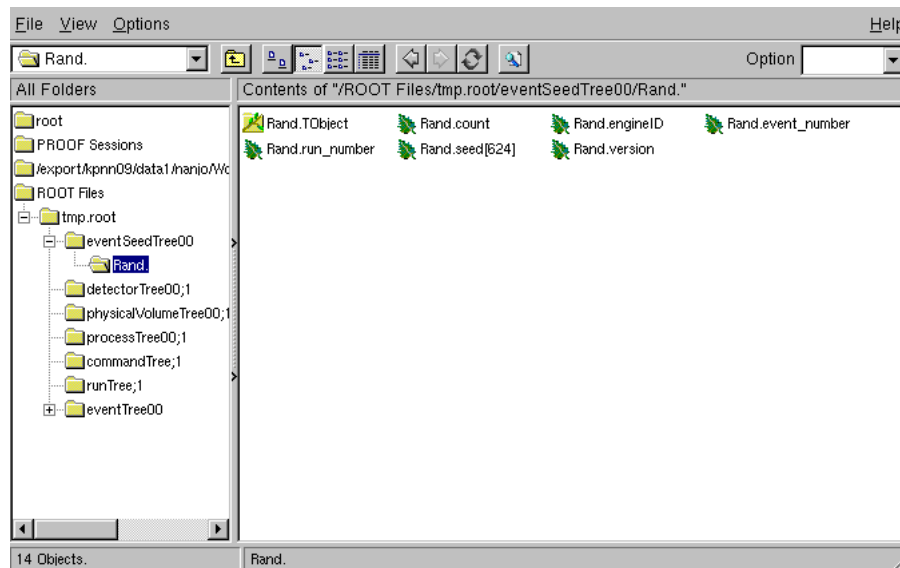 File View Options Help
Rand. Option
All Folders Contents of "/ROOT Files/tmp.root/eventSeedTree00/Rand."
root
PROOF Sessions
/export/kpnn09/data1/nanjo/Wc
ROOT Files
tmp.root
eventSeedTree00
Rand.
detectorTree00;1
physicalVolumeTree00;1
processTree00;1
commandTree;1
runTree;1
eventTree00
Rand.TObject Rand.count Rand.engineID Rand.event_number
Rand.run_number Rand.seed[624] Rand.version
14 Objects. Rand.